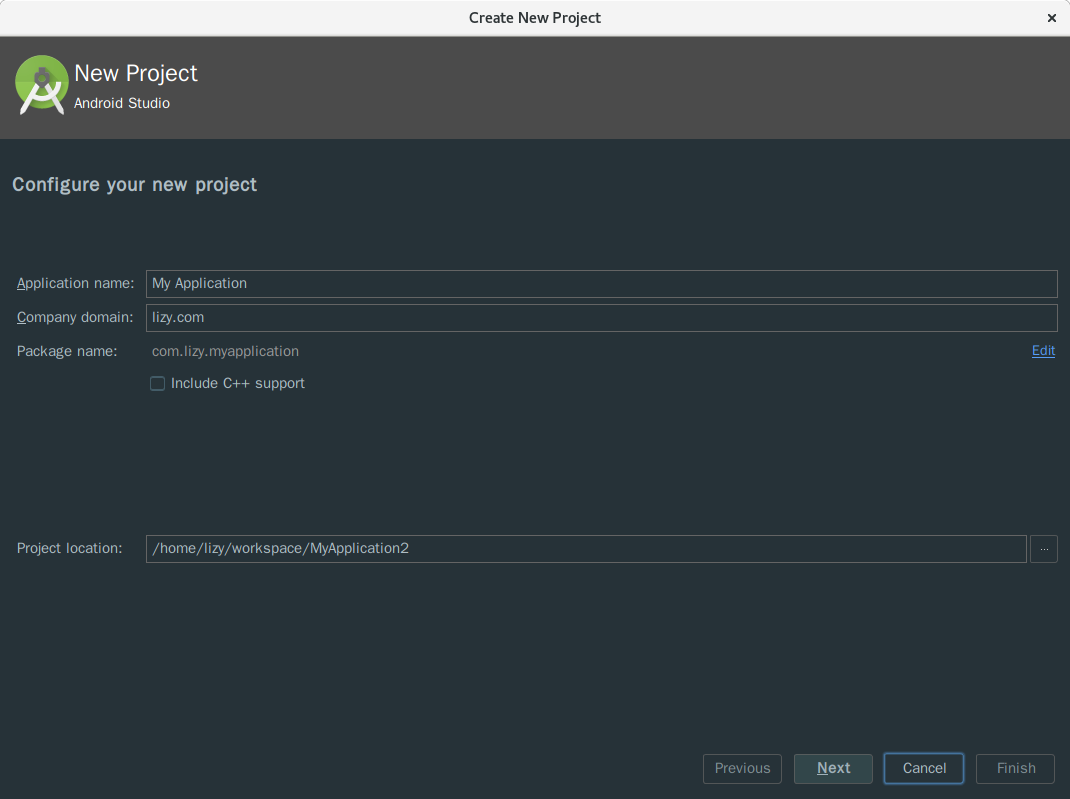 Create New Project
New Project
Android Studio
Configure your new project
Application name: My Application
Company domain: lizy.com
Package name: com.lizy.myapplication Edit
Include C++ support
Project location: /home/lizy/workspace/MyApplication2 ...
Previous Next Cancel Finish